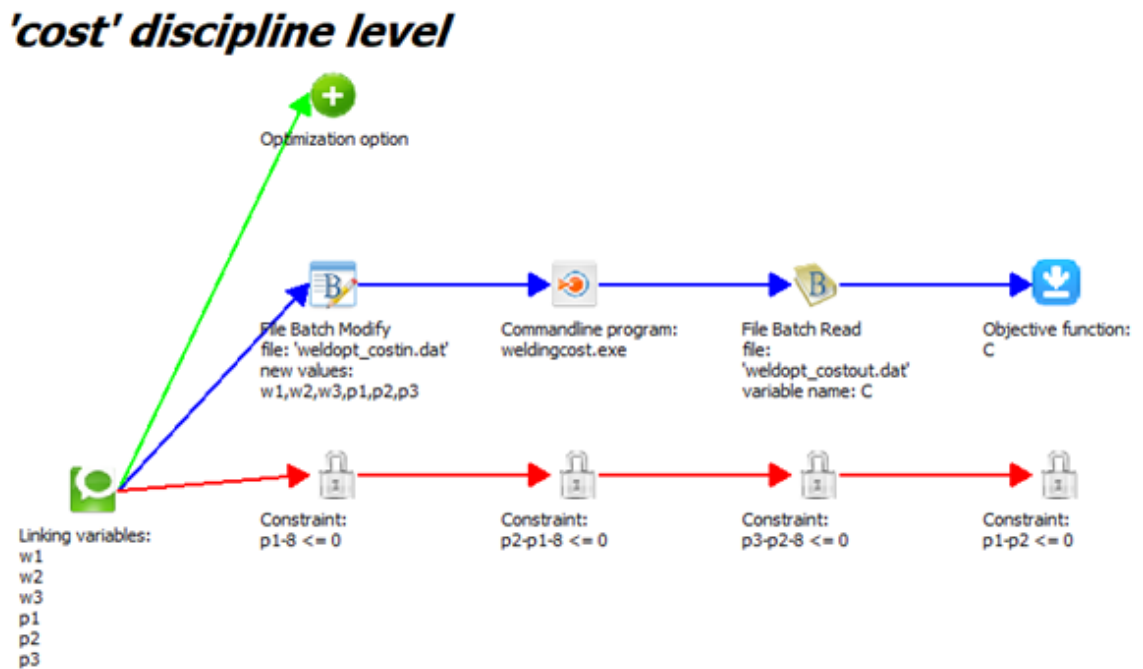 'cost' discipline level
Optimization option
File Batch Modify
file: 'weldopt_costin.dat'
new values:
w1,w2,w3,p1,p2,p3
Commandline program:
weldingcost.exe
File Batch Read
file:
'weldopt_costout.dat'
variable name: C
Objective function:
C
Linking variables:
w1
w2
w3
p1
p2
p3
Constraint:
p1-8 <= 0
Constraint:
p2-p1-8 <= 0
Constraint:
p3-p2-8 <= 0
Constraint:
p1-p2 <= 0